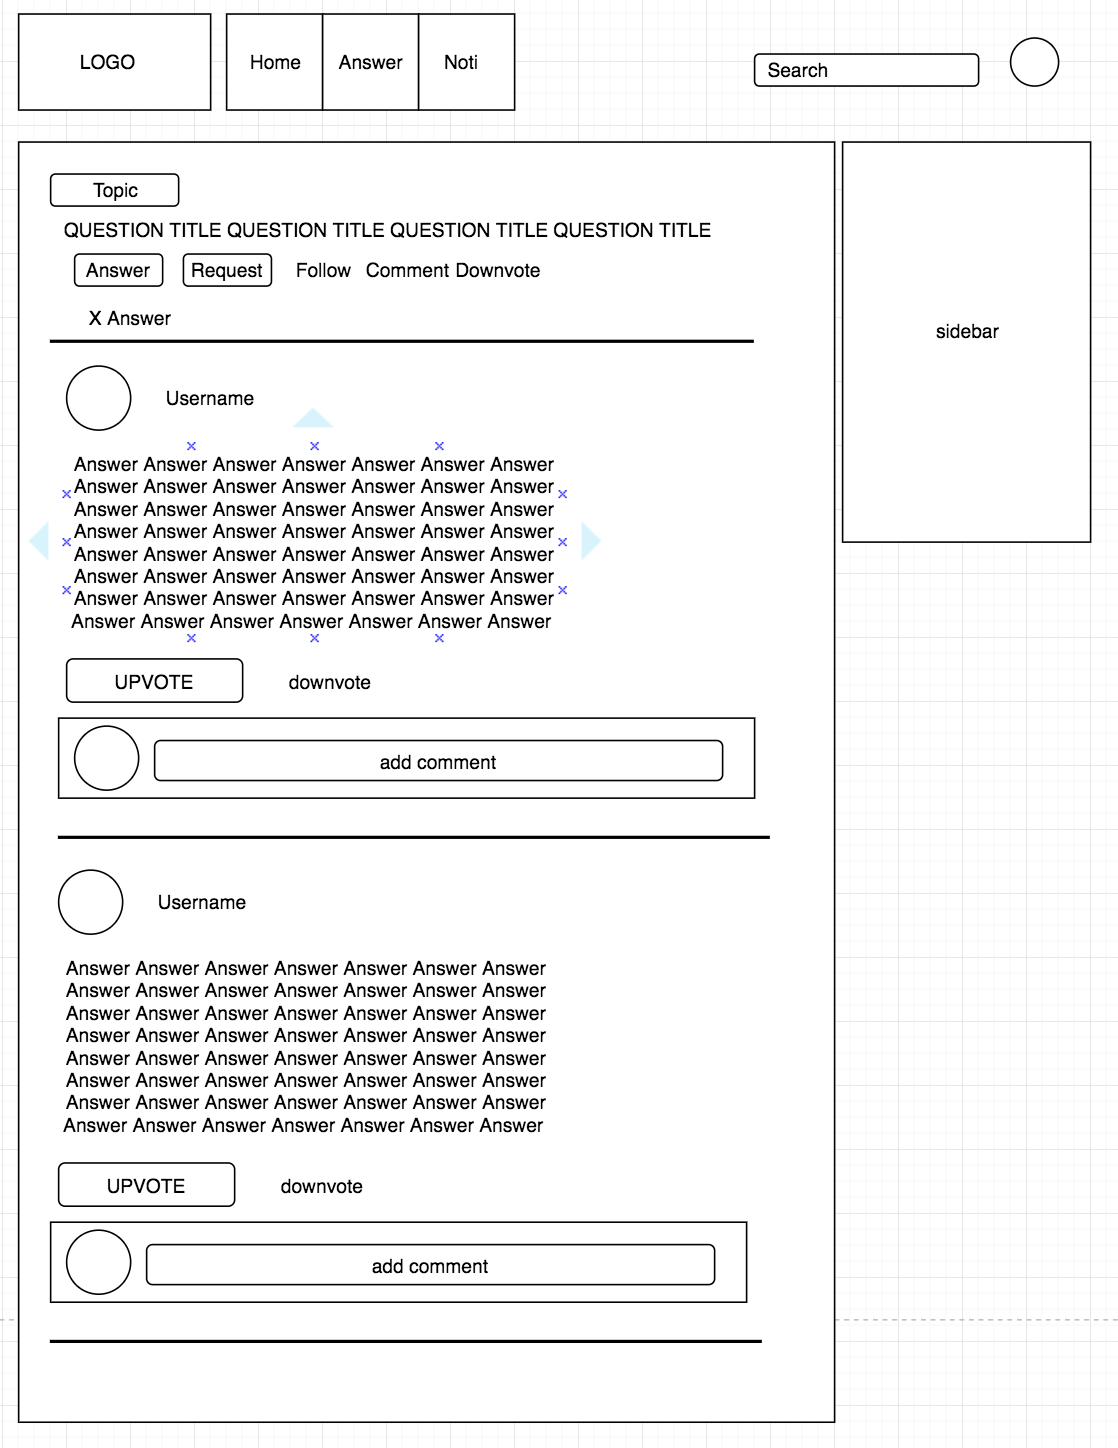 LOGO
Home Answer Noti
Search
Topic
QUESTION TITLE QUESTION TITLE QUESTION TITLE QUESTION TITLE
Answer Request Follow Comment Downvote
X Answer
sidebar
Username
Answer Answer Answer Answer Answer Answer Answer
Answer Answer Answer Answer Answer Answer Answer
Answer Answer Answer Answer Answer Answer Answer
Answer Answer Answer Answer Answer Answer Answer
Answer Answer Answer Answer Answer Answer Answer
Answer Answer Answer Answer Answer Answer Answer
Answer Answer Answer Answer Answer Answer Answer
Answer Answer Answer Answer Answer Answer Answer
UPVOTE downvote
add comment
Username
Answer Answer Answer Answer Answer Answer Answer
Answer Answer Answer Answer Answer Answer Answer
Answer Answer Answer Answer Answer Answer Answer
Answer Answer Answer Answer Answer Answer Answer
Answer Answer Answer Answer Answer Answer Answer
Answer Answer Answer Answer Answer Answer Answer
Answer Answer Answer Answer Answer Answer Answer
Answer Answer Answer Answer Answer Answer Answer
UPVOTE downvote
add comment